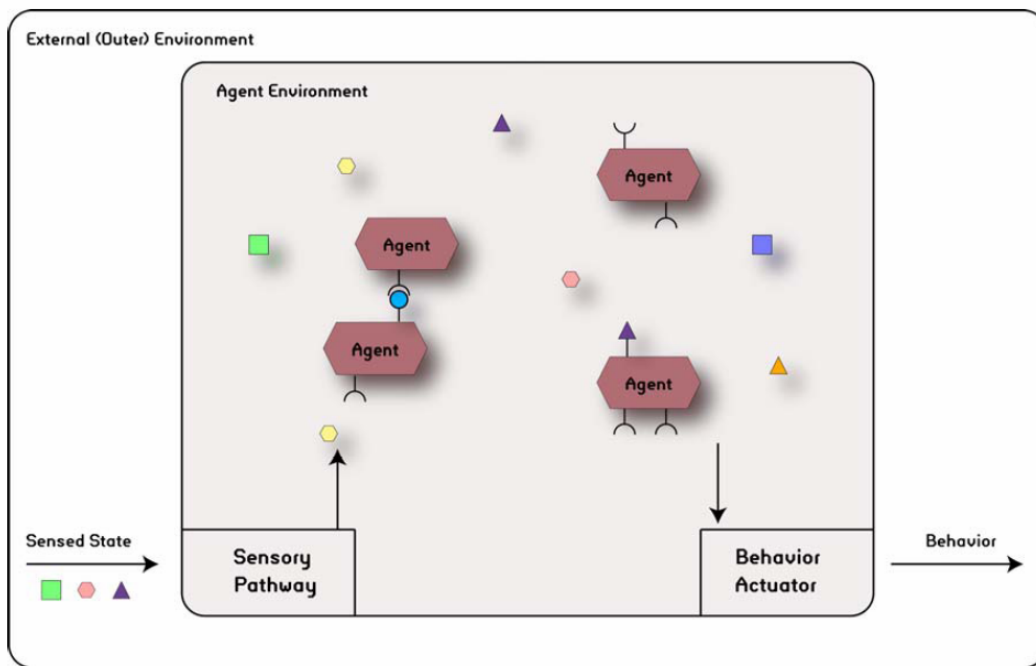 External (Outer) Environment
Agent Environment
Agent
Agent
Agent
Agent
Sensed State
Sensory
Pathway
Behavior
Actuator
Behavior